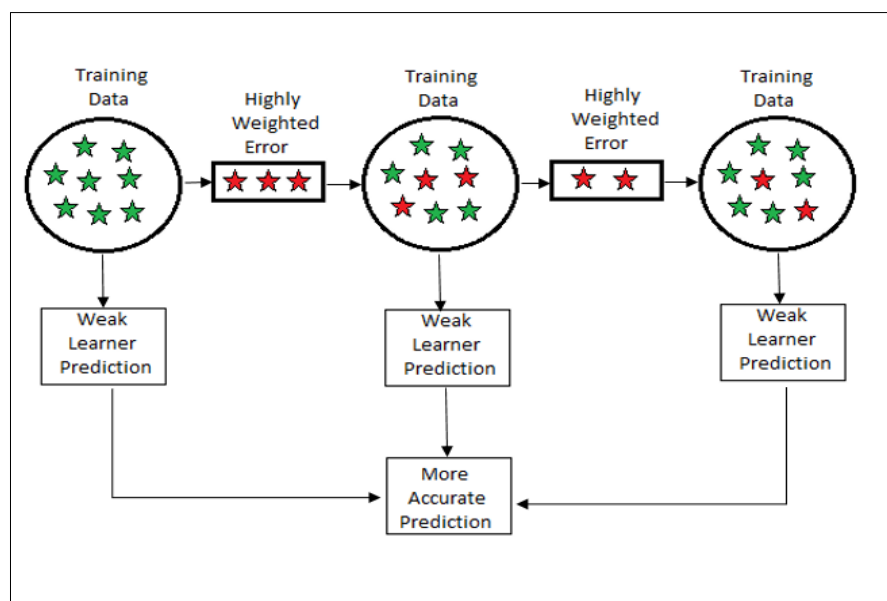 Training
Data
Highly
Weighted
Error
Training
Data
Highly
Weighted
Error
Training
Data
Weak
Learner
Prediction
Weak
Learner
Prediction
Weak
Learner
Prediction
More
Accurate
Prediction